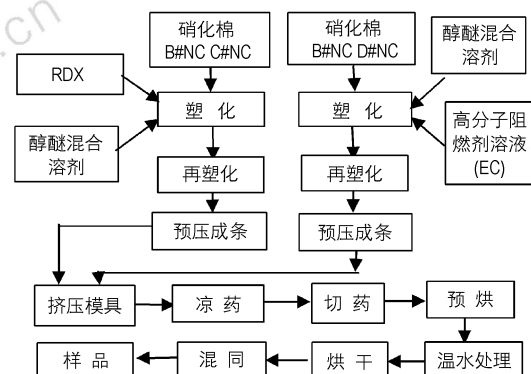 .cn
硝化棉
B#NC C#NC
硝化棉
B#NC D#NC
醇醚混合
溶剂
RDX
塑 化
塑 化
高分子阻
燃剂溶液
(EC)
醇醚混合
溶剂
再塑化
再塑化
预压成条
预压成条
挤压模具
凉药
切药
预 烘
样 品
混 同
烘 干
温水处理